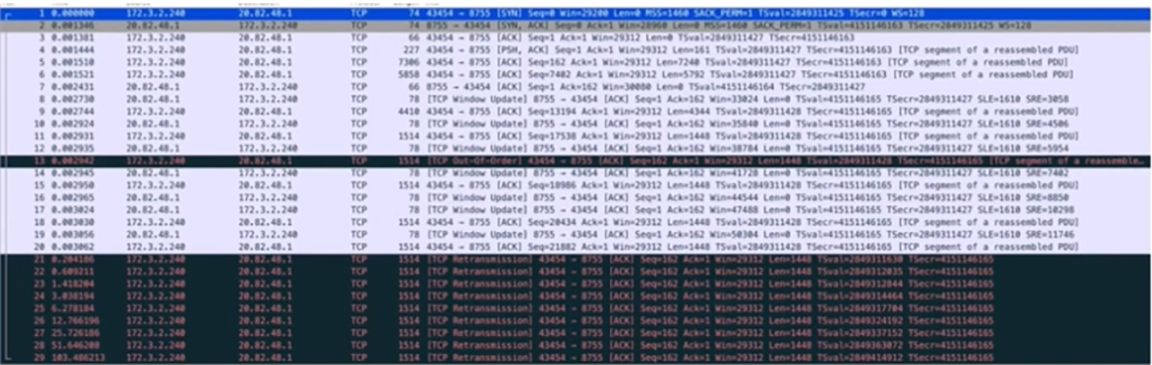 1 0.000000 172.3.2.240 20.82.48.1 TCP 74 43454 → 8755 [SYN] Seq=0 Win=29200 Len=0 MSS=1460 SACK_PERM=1 TSval=2849311425 TSecr=0 WS=128
2 0.001346 20.82.48.1 172.3.2.240 TCP 74 8755 → 43454 [SYN, ACK] Seq=0 Ack=1 Win=28960 Len=0 MSS=1460 SACK_PERM=1 TSval=4151146163 TSecr=2849311425 WS=128
3 0.001381 172.3.2.240 20.82.48.1 TCP 66 43454 → 8755 [ACK] Seq=1 Ack=1 Win=29312 Len=0 TSval=2849311427 TSecr=4151146163
4 0.001444 172.3.2.240 20.82.48.1 TCP 227 43454 → 8755 [PSH, ACK] Seq=1 Ack=1 Win=29312 Len=161 TSval=2849311427 TSecr=4151146163 [TCP segment of a reassembled PDU]
5 0.001510 172.3.2.240 20.82.48.1 TCP 7306 43454 → 8755 [ACK] Seq=162 Ack=1 Win=29312 Len=7240 TSval=2849311427 TSecr=4151146163 [TCP segment of a reassembled PDU]
6 0.001521 172.3.2.240 20.82.48.1 TCP 5858 43454 → 8755 [ACK] Seq=7402 Ack=1 Win=29312 Len=5792 TSval=2849311427 TSecr=4151146163 [TCP segment of a reassembled PDU]
7 0.002431 20.82.48.1 172.3.2.240 TCP 66 8755 → 43454 [ACK] Seq=1 Ack=162 Win=30080 Len=0 TSval=4151146164 TSecr=2849311427
8 0.002730 20.82.48.1 172.3.2.240 TCP 78 [TCP Window Update] 8755 → 43454 [ACK] Seq=1 Ack=162 Win=33024 Len=0 TSval=4151146165 TSecr=2849311427 SLE=1610 SRE=3058
9 0.002744 172.3.2.240 20.82.48.1 TCP 4410 43454 → 8755 [ACK] Seq=13194 Ack=1 Win=29312 Len=4344 TSval=2849311428 TSecr=4151146165 [TCP segment of a reassembled PDU]
10 0.002924 20.82.48.1 172.3.2.240 TCP 78 [TCP Window Update] 8755 → 43454 [ACK] Seq=1 Ack=162 Win=35840 Len=0 TSval=4151146165 TSecr=2849311427 SLE=1610 SRE=4506
11 0.002931 172.3.2.240 20.82.48.1 TCP 1514 43454 → 8755 [ACK] Seq=17538 Ack=1 Win=29312 Len=1448 TSval=2849311428 TSecr=4151146165 [TCP segment of a reassembled PDU]
12 0.002935 20.82.48.1 172.3.2.240 TCP 78 [TCP Window Update] 8755 → 43454 [ACK] Seq=1 Ack=162 Win=38784 Len=0 TSval=4151146165 TSecr=2849311427 SLE=1610 SRE=5954
13 0.002942 172.3.2.240 20.82.48.1 TCP 1514 [TCP Out-Of-Order] 43454 → 8755 [ACK] Seq=162 Ack=1 Win=29312 Len=1448 TSval=2849311428 TSecr=4151146165 [TCP segment of a reassemble…
14 0.002945 20.82.48.1 172.3.2.240 TCP 78 [TCP Window Update] 8755 → 43454 [ACK] Seq=1 Ack=162 Win=41728 Len=0 TSval=4151146165 TSecr=2849311427 SLE=1610 SRE=7402
15 0.002950 172.3.2.240 20.82.48.1 TCP 1514 43454 → 8755 [ACK] Seq=18986 Ack=1 Win=29312 Len=1448 TSval=2849311428 TSecr=4151146165 [TCP segment of a reassembled PDU]
16 0.002965 20.82.48.1 172.3.2.240 TCP 78 [TCP Window Update] 8755 → 43454 [ACK] Seq=1 Ack=162 Win=44544 Len=0 TSval=4151146165 TSecr=2849311427 SLE=1610 SRE=8850
17 0.003024 20.82.48.1 172.3.2.240 TCP 78 [TCP Window Update] 8755 → 43454 [ACK] Seq=1 Ack=162 Win=47488 Len=0 TSval=4151146165 TSecr=2849311427 SLE=1610 SRE=10298
18 0.003030 172.3.2.240 20.82.48.1 TCP 1514 43454 → 8755 [ACK] Seq=20434 Ack=1 Win=29312 Len=1448 TSval=2849311428 TSecr=4151146165 [TCP segment of a reassembled PDU]
19 0.003056 20.82.48.1 172.3.2.240 TCP 78 [TCP Window Update] 8755 → 43454 [ACK] Seq=1 Ack=162 Win=50304 Len=0 TSval=4151146165 TSecr=2849311427 SLE=1610 SRE=11746
20 0.003062 172.3.2.240 20.82.48.1 TCP 1514 43454 → 8755 [ACK] Seq=21882 Ack=1 Win=29312 Len=1448 TSval=2849311428 TSecr=4151146165 [TCP segment of a reassembled PDU]
21 0.204186 172.3.2.240 20.82.48.1 TCP 1514 [TCP Retransmission] 43454 → 8755 [ACK] Seq=162 Ack=1 Win=29312 Len=1448 TSval=2849311630 TSecr=4151146165
22 0.609211 172.3.2.240 20.82.48.1 TCP 1514 [TCP Retransmission] 43454 → 8755 [ACK] Seq=162 Ack=1 Win=29312 Len=1448 TSval=2849312035 TSecr=4151146165
23 1.418204 172.3.2.240 20.82.48.1 TCP 1514 [TCP Retransmission] 43454 → 8755 [ACK] Seq=162 Ack=1 Win=29312 Len=1448 TSval=2849312844 TSecr=4151146165
24 3.038194 172.3.2.240 20.82.48.1 TCP 1514 [TCP Retransmission] 43454 → 8755 [ACK] Seq=162 Ack=1 Win=29312 Len=1448 TSval=2849314464 TSecr=4151146165
25 6.278184 172.3.2.240 20.82.48.1 TCP 1514 [TCP Retransmission] 43454 → 8755 [ACK] Seq=162 Ack=1 Win=29312 Len=1448 TSval=2849317704 TSecr=4151146165
26 12.766196 172.3.2.240 20.82.48.1 TCP 1514 [TCP Retransmission] 43454 → 8755 [ACK] Seq=162 Ack=1 Win=29312 Len=1448 TSval=2849324192 TSecr=4151146165
27 25.726188 172.3.2.240 20.82.48.1 TCP 1514 [TCP Retransmission] 43454 → 8755 [ACK] Seq=162 Ack=1 Win=29312 Len=1448 TSval=2849337152 TSecr=4151146165
28 51.646208 172.3.2.240 20.82.48.1 TCP 1514 [TCP Retransmission] 43454 → 8755 [ACK] Seq=162 Ack=1 Win=29312 Len=1448 TSval=2849363072 TSecr=4151146165
29 103.486213 172.3.2.240 20.82.48.1 TCP 1514 [TCP Retransmission] 43454 → 8755 [ACK] Seq=162 Ack=1 Win=29312 Len=1448 TSval=2849414912 TSecr=4151146165